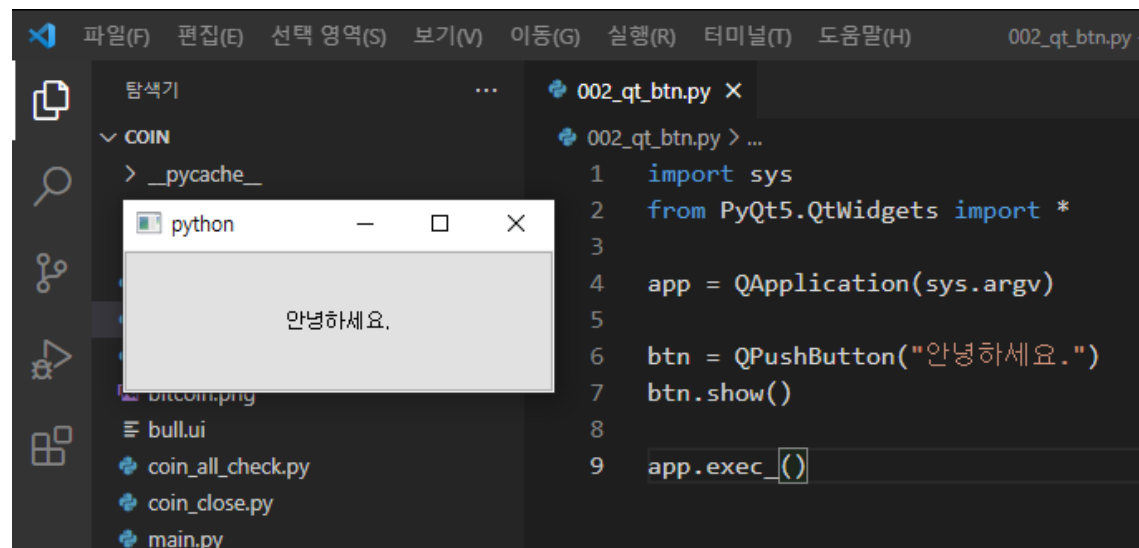 파일(F) 편집(E) 선택 영역(S) 보기(V) 이동(G) 실행(R) 터미널(T) 도움말(H) 002_qt_btn.py
탐색기 ···
COIN
> __pycache__
bitcoin.png
bull.ui
coin_all_check.py
coin_close.py
main.py
python
안녕하세요.
002_qt_btn.py
002_qt_btn.py > ...
1 import sys
2 from PyQt5.QtWidgets import *
3
4 app = QApplication(sys.argv)
5
6 btn = QPushButton("안녕하세요.")
7 btn.show()
8
9 app.exec_()